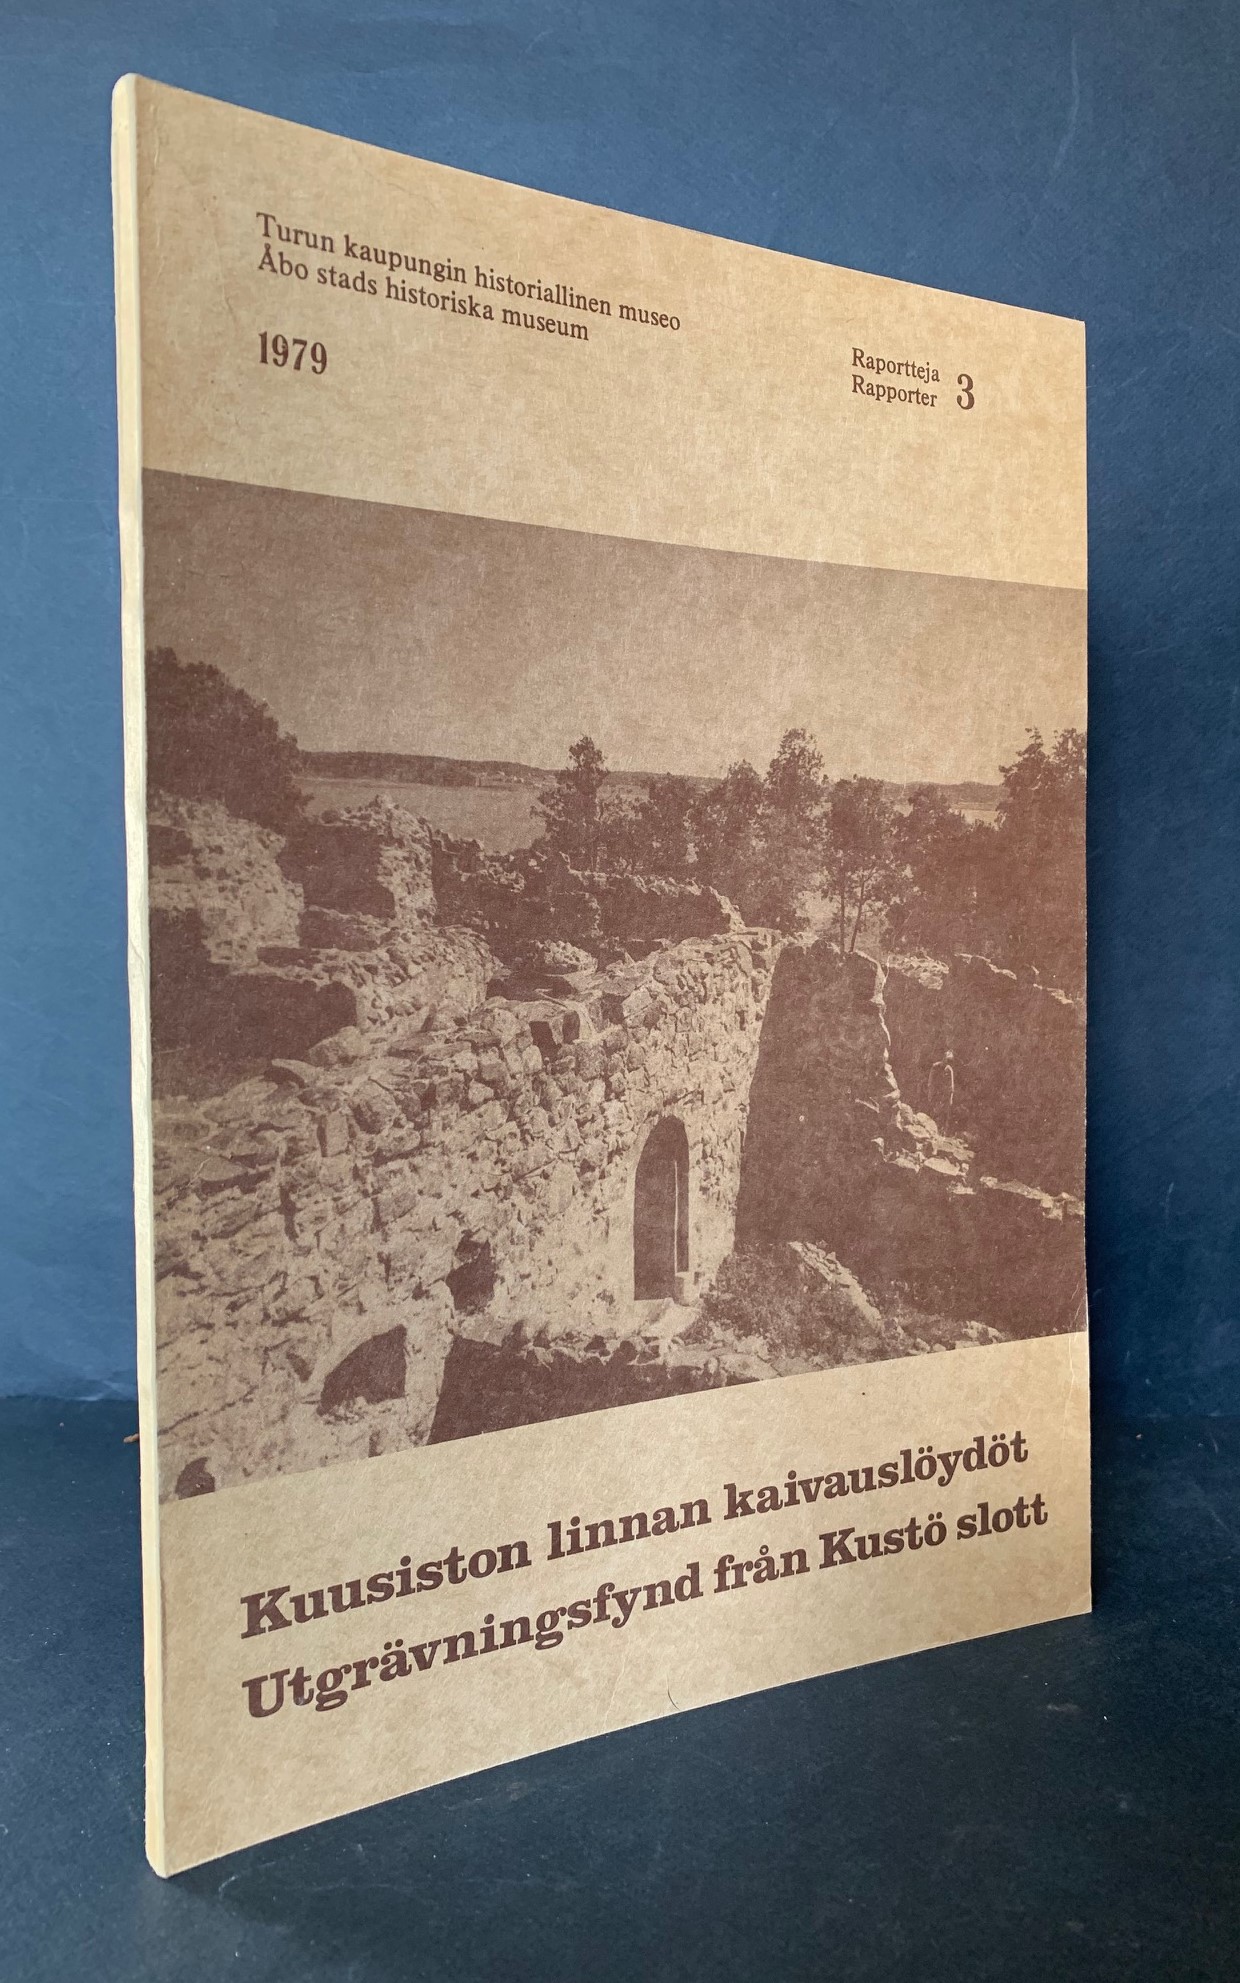 Turun kaupungin historiallinen museo
Åbo stads historiska museum
1979
Raportteja
Rapporter 3
Kuusiston linnan kaivauslöydöt
Utgrävningsfynd från Kustö slott